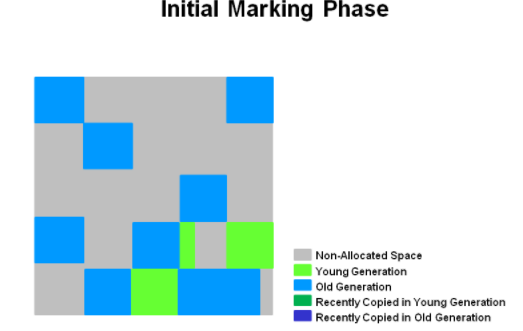 Initial Marking Phase
Non-Allocated Space
Young Generation
Old Generation
Recently Copied in Young Generation
Recently Copied in Old Generation